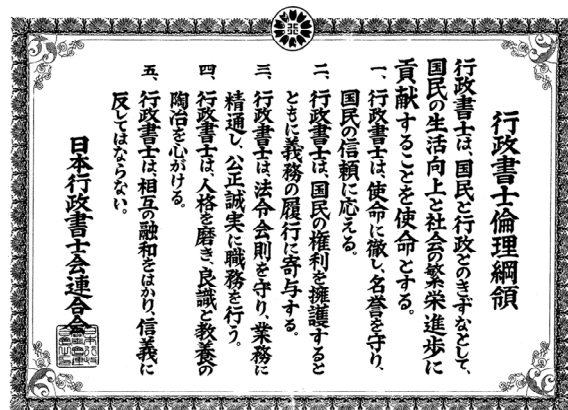 行政書士倫理綱領
行政書士は、国民と行政とのきずなとして、
国民の生活向上と社会の繁栄進歩に
貢献することを使命とする。
一、行政書士は、使命に徹し、名誉を守り、
国民の信頼に応える。
二、行政書士は、国民の権利を擁護すると
ともに義務の履行に寄与する。
三、行政書士は、法令会則を守り、業務に
精通し、公正誠実に職務を行う。
四、行政書士は、人格を磨き、良識と教養の
陶冶を心がける。
五、行政書士は、相互の融和をはかり、信義に
反してはならない。
日本行政書士会連合会